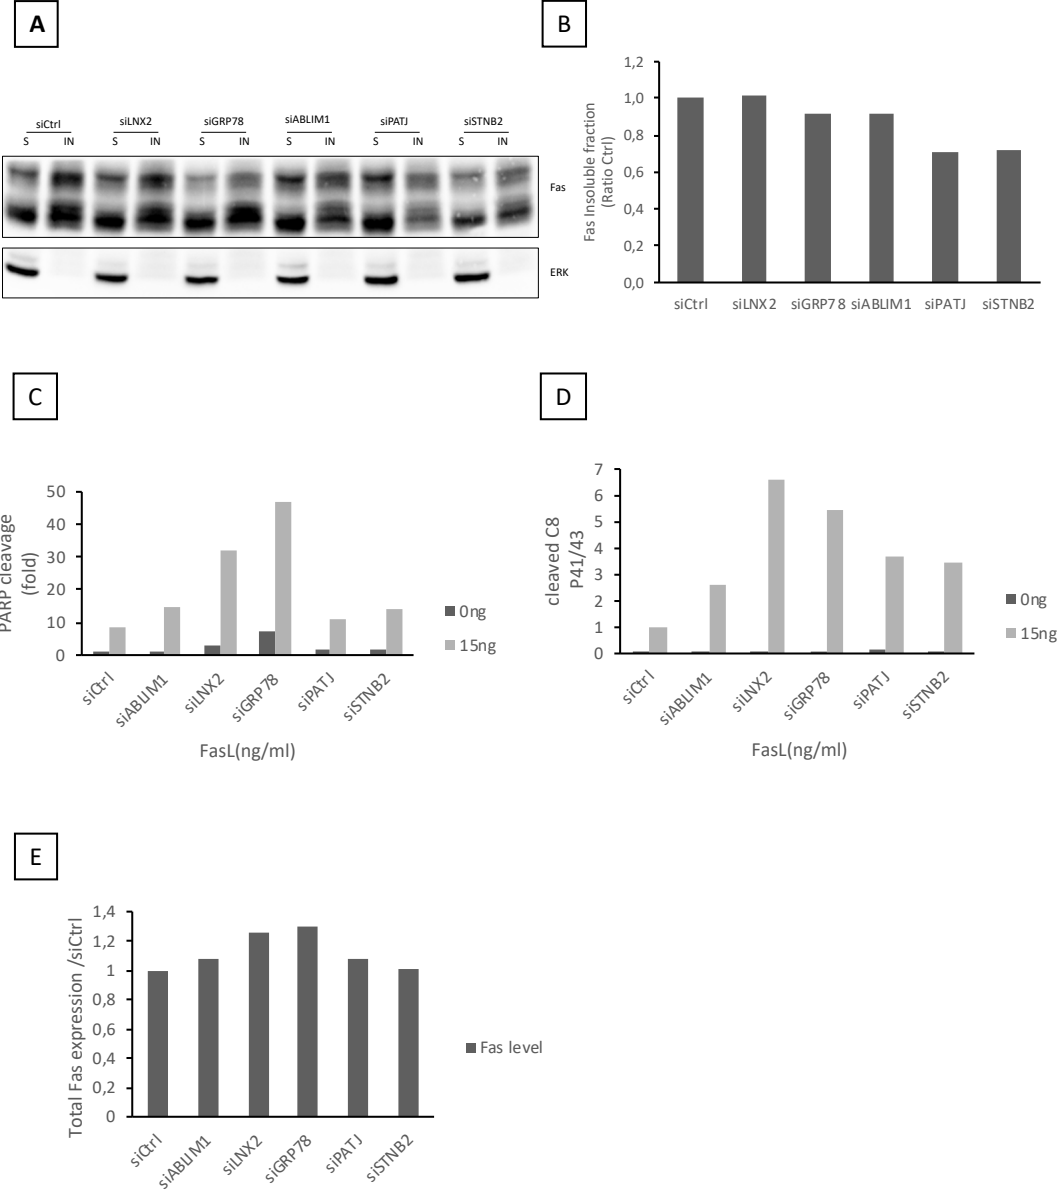 A
siCtrl siLNX2 siGRP78 siABLIM1 siPATJ siSTNB2
S IN S IN S IN S IN S IN S IN
Fas
ERK
B
Fas Insoluble fraction
(Ratio Ctrl)
1,2
1,0
0,8
0,6
0,4
0,2
0,0
siCtrl siLNX2 siGRP78 siABLIM1 siPATJ siSTNB2
C
PARP cleavage
(fold)
50
40
30
20
10
0
siCtrl siABLIM1 siLNX2 siGRP78 siPATJ siSTNB2
FasL(ng/ml)
0ng
15ng
D
cleaved C8
P41/43
7
6
5
4
3
2
1
0
siCtrl siABLIM1 siLNX2 siGRP78 siPATJ siSTNB2
FasL(ng/ml)
0ng
15ng
E
Total Fas expression /siCtrl
1,4
1,2
1
0,8
0,6
0,4
0,2
0
siCtrl siABLIM1 siLNX2 siGRP78 siPATJ siSTNB2
Fas level